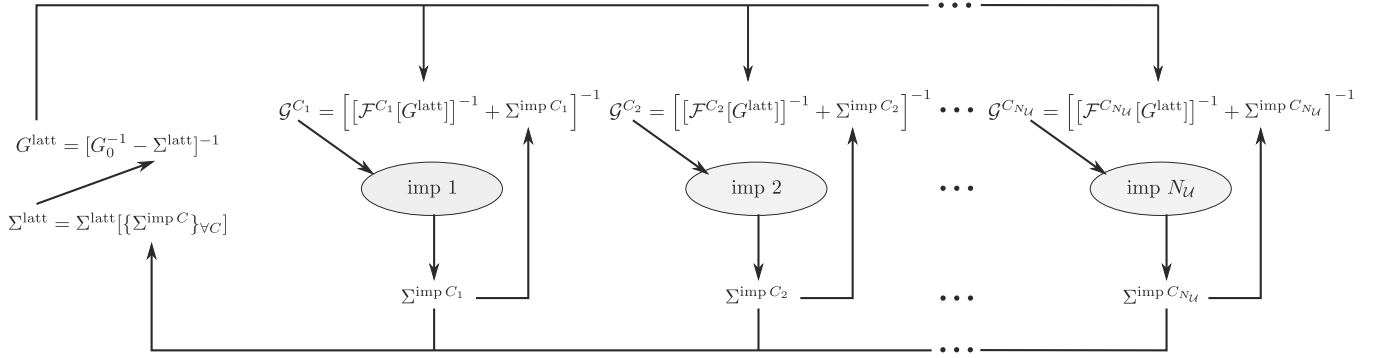 𝒢^{C_1} = [[ℱ^{C_1}[G^{latt}]]^{-1} + Σ^{imp C_1}]^{-1} 𝒢^{C_2} = [[ℱ^{C_2}[G^{latt}]]^{-1} + Σ^{imp C_2}]^{-1} ••• 𝒢^{C_{N_𝒰}} = [[ℱ^{C_{N_𝒰}}[G^{latt}]]^{-1} + Σ^{imp C_{N_𝒰}}]^{-1}
G^{latt} = [G_0^{-1} − Σ^{latt}]^{-1}
imp 1 imp 2 ••• imp N_𝒰
Σ^{latt} = Σ^{latt}[{Σ^{imp C}}_{∀C}]
Σ^{imp C_1} Σ^{imp C_2} ••• Σ^{imp C_{N_𝒰}}